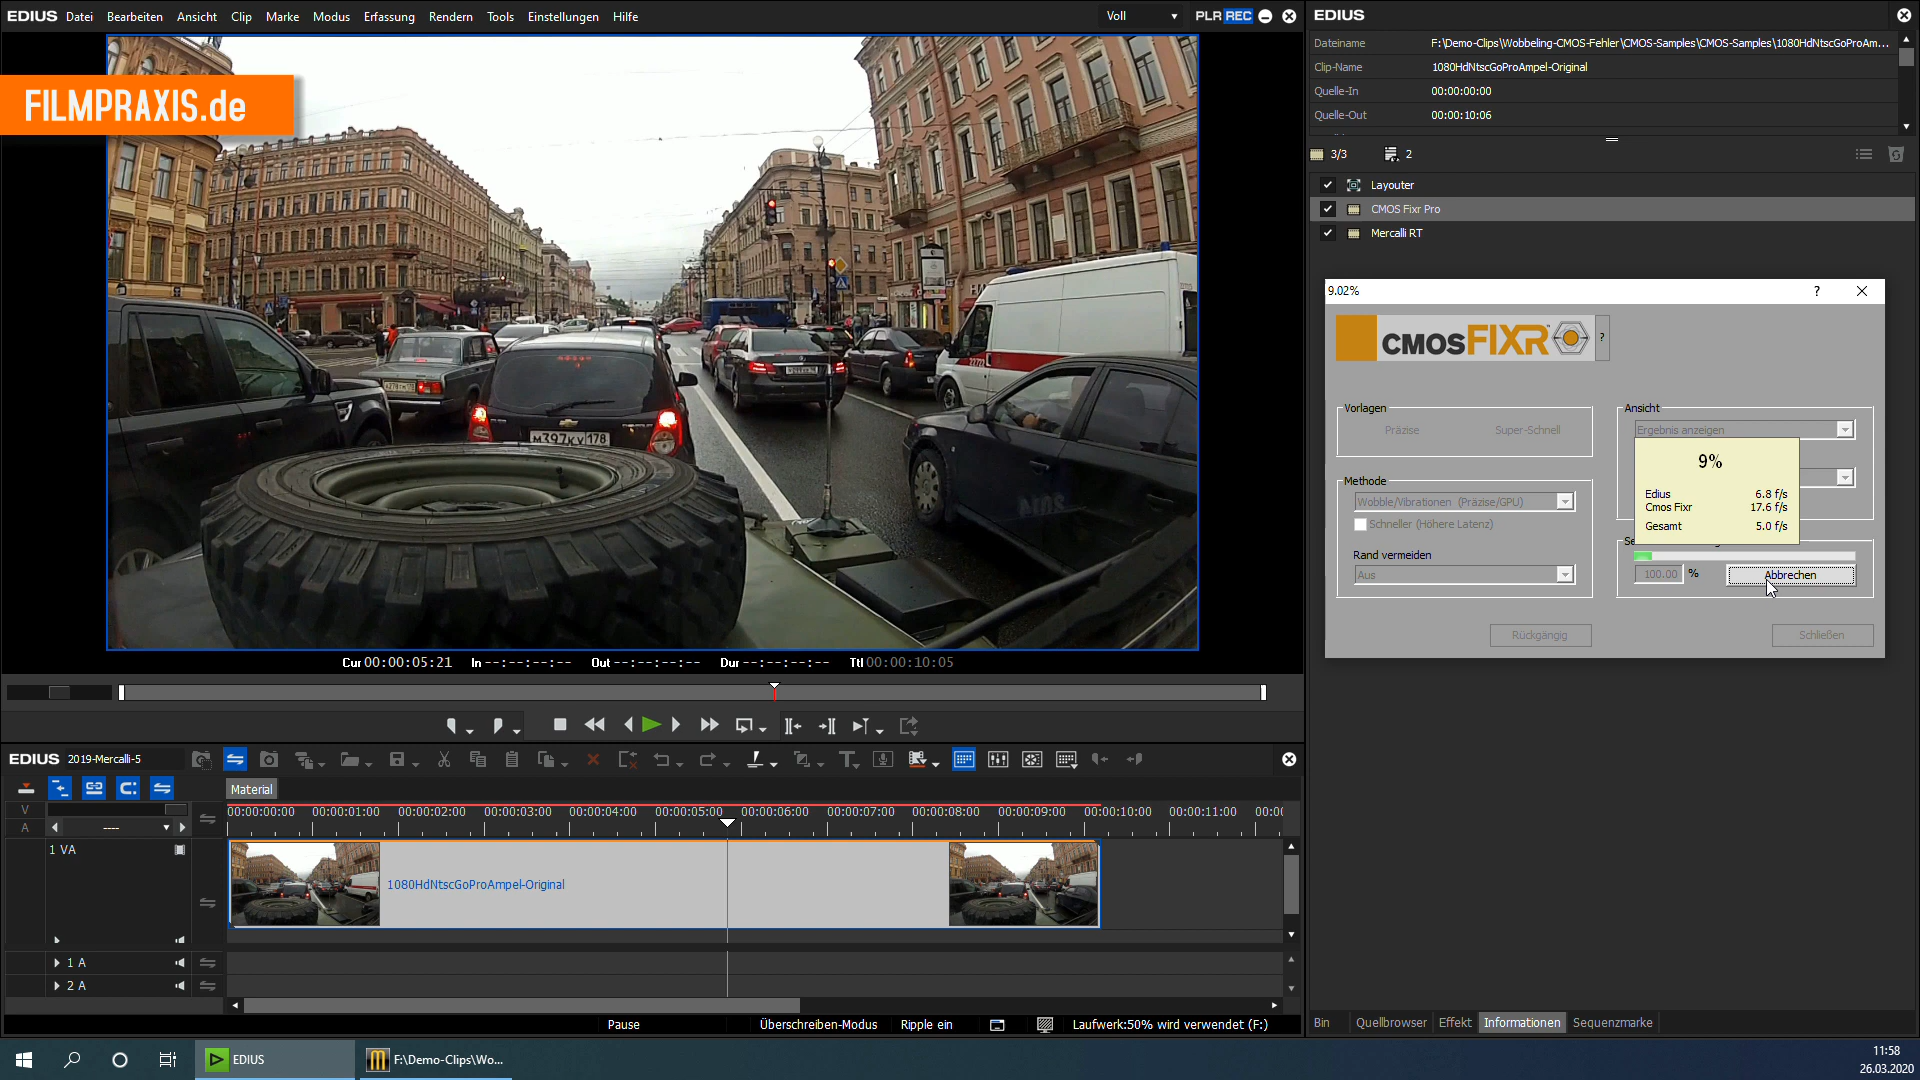 EDIUS Datei Bearbeiten Ansicht Clip Marke Modus Erfassung Rendern Tools Einstellungen Hilfe Voll PLR REC
FILMPRAXIS.de
M397KY 178
Cur 00:00:05:21 In --:--:--:-- Out --:--:--:-- Dur --:--:--:-- Ttl 00:00:10:05
EDIUS
Dateiname F:\Demo-Clips\Wobbeling-CMOS-Fehler\CMOS-Samples\CMOS-Samples\1080HdNtscGoProAm...
Clip-Name 1080HdNtscGoProAmpel-Original
Quelle-In 00:00:00:00
Quelle-Out 00:00:10:06
3/3 2
Layouter
CMOS Fixr Pro
Mercalli RT
9.02% ?
CMOSFIXR ?
Vorlagen
Präzise Super-Schnell
Methode
Wobble/Vibrationen (Präzise/GPU)
Schneller (Höhere Latenz)
Rand vermeiden
Aus
Ansicht
Ergebnis anzeigen
9%
Edius 6.8 f/s
Cmos Fixr 17.6 f/s
Gesamt 5.0 f/s
100.00 % Abbrechen
Rückgängig Schließen
EDIUS 2019-Mercalli-5
Material
V
A ----
00:00:00:00 00:00:01:00 00:00:02:00 00:00:03:00 00:00:04:00 00:00:05:00 00:00:06:00 00:00:07:00 00:00:08:00 00:00:09:00 00:00:10:00 00:00:11:00 00:00
1 VA
1080HdNtscGoProAmpel-Original
1 A
2 A
Pause Überschreiben-Modus Ripple ein Laufwerk:50% wird verwendet (F:)
Bin Quellbrowser Effekt Informationen Sequenzmarke
EDIUS F:\Demo-Clips\Wo...
11:58
26.03.2020